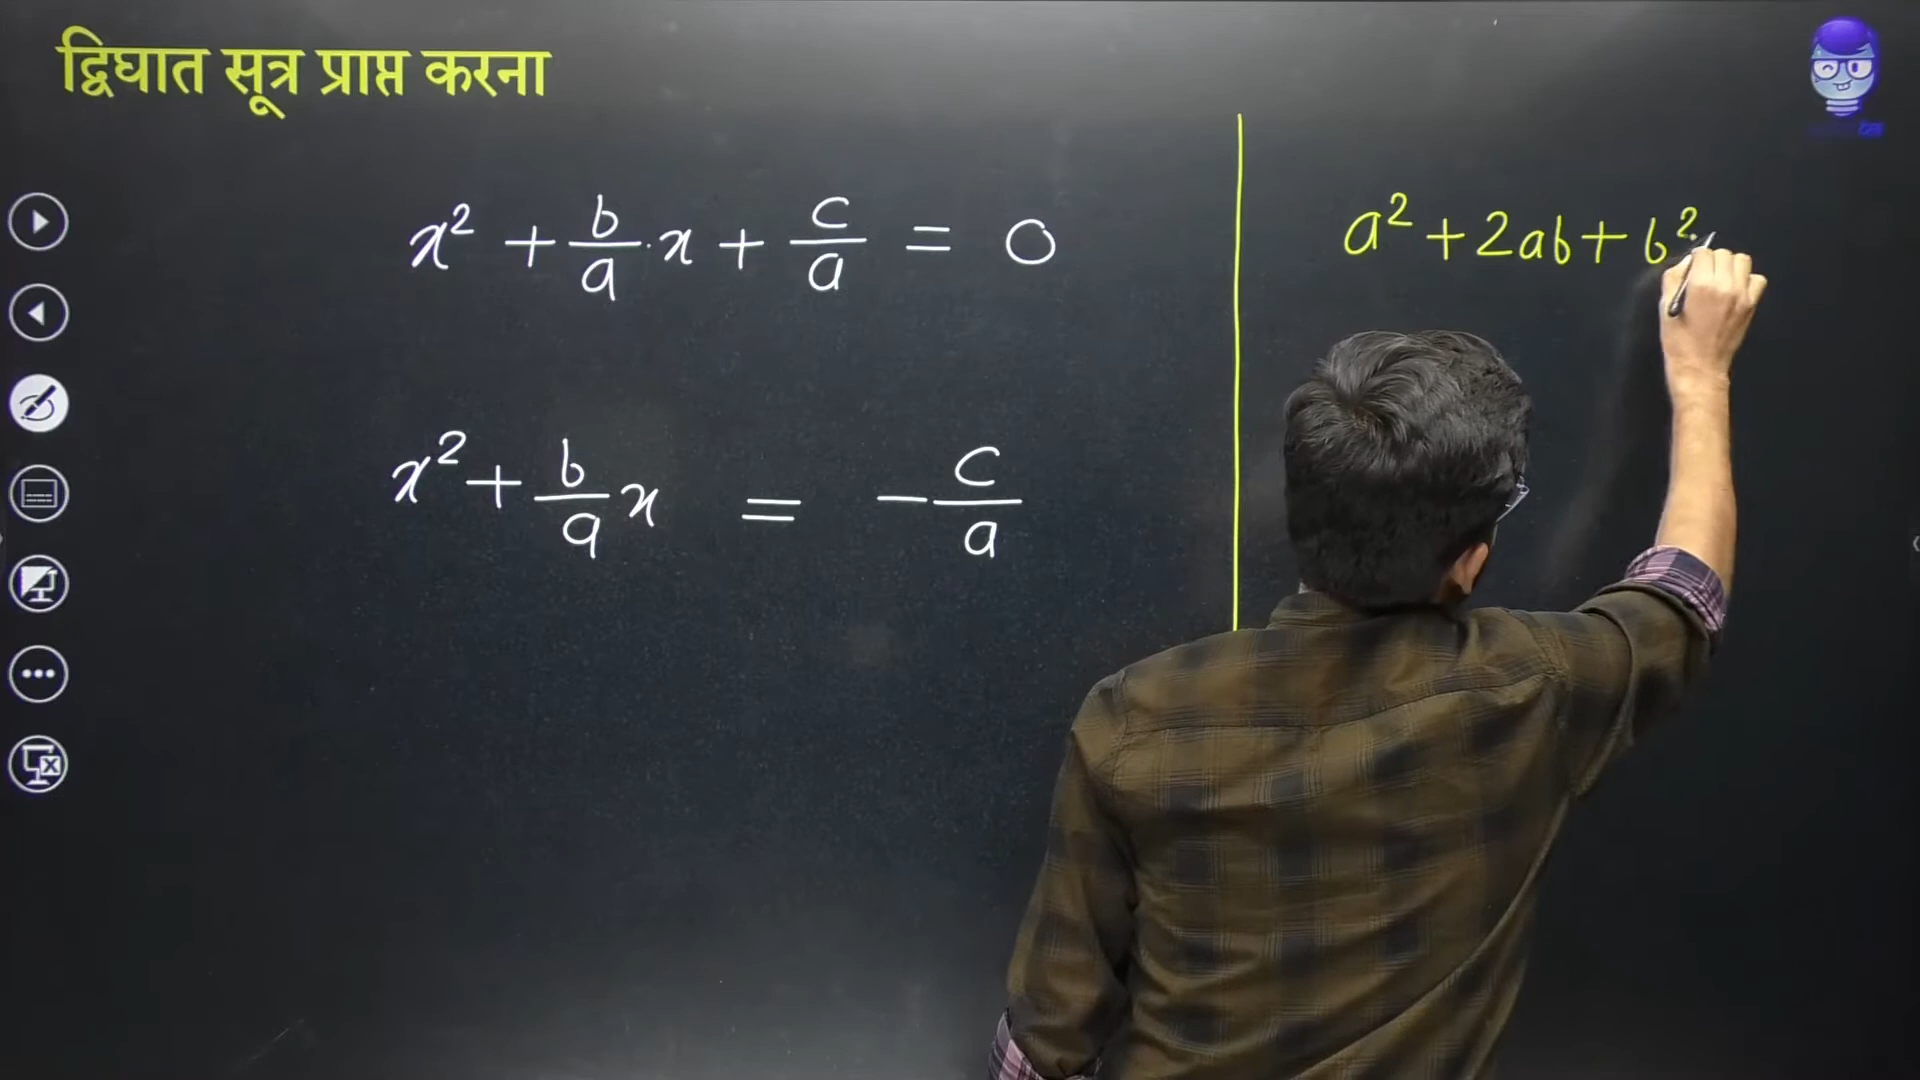 द्विघात सूत्र प्राप्त करना
x² + b/a · x + c/a = 0
x² + b/a x = - c/a
a² + 2ab + b²